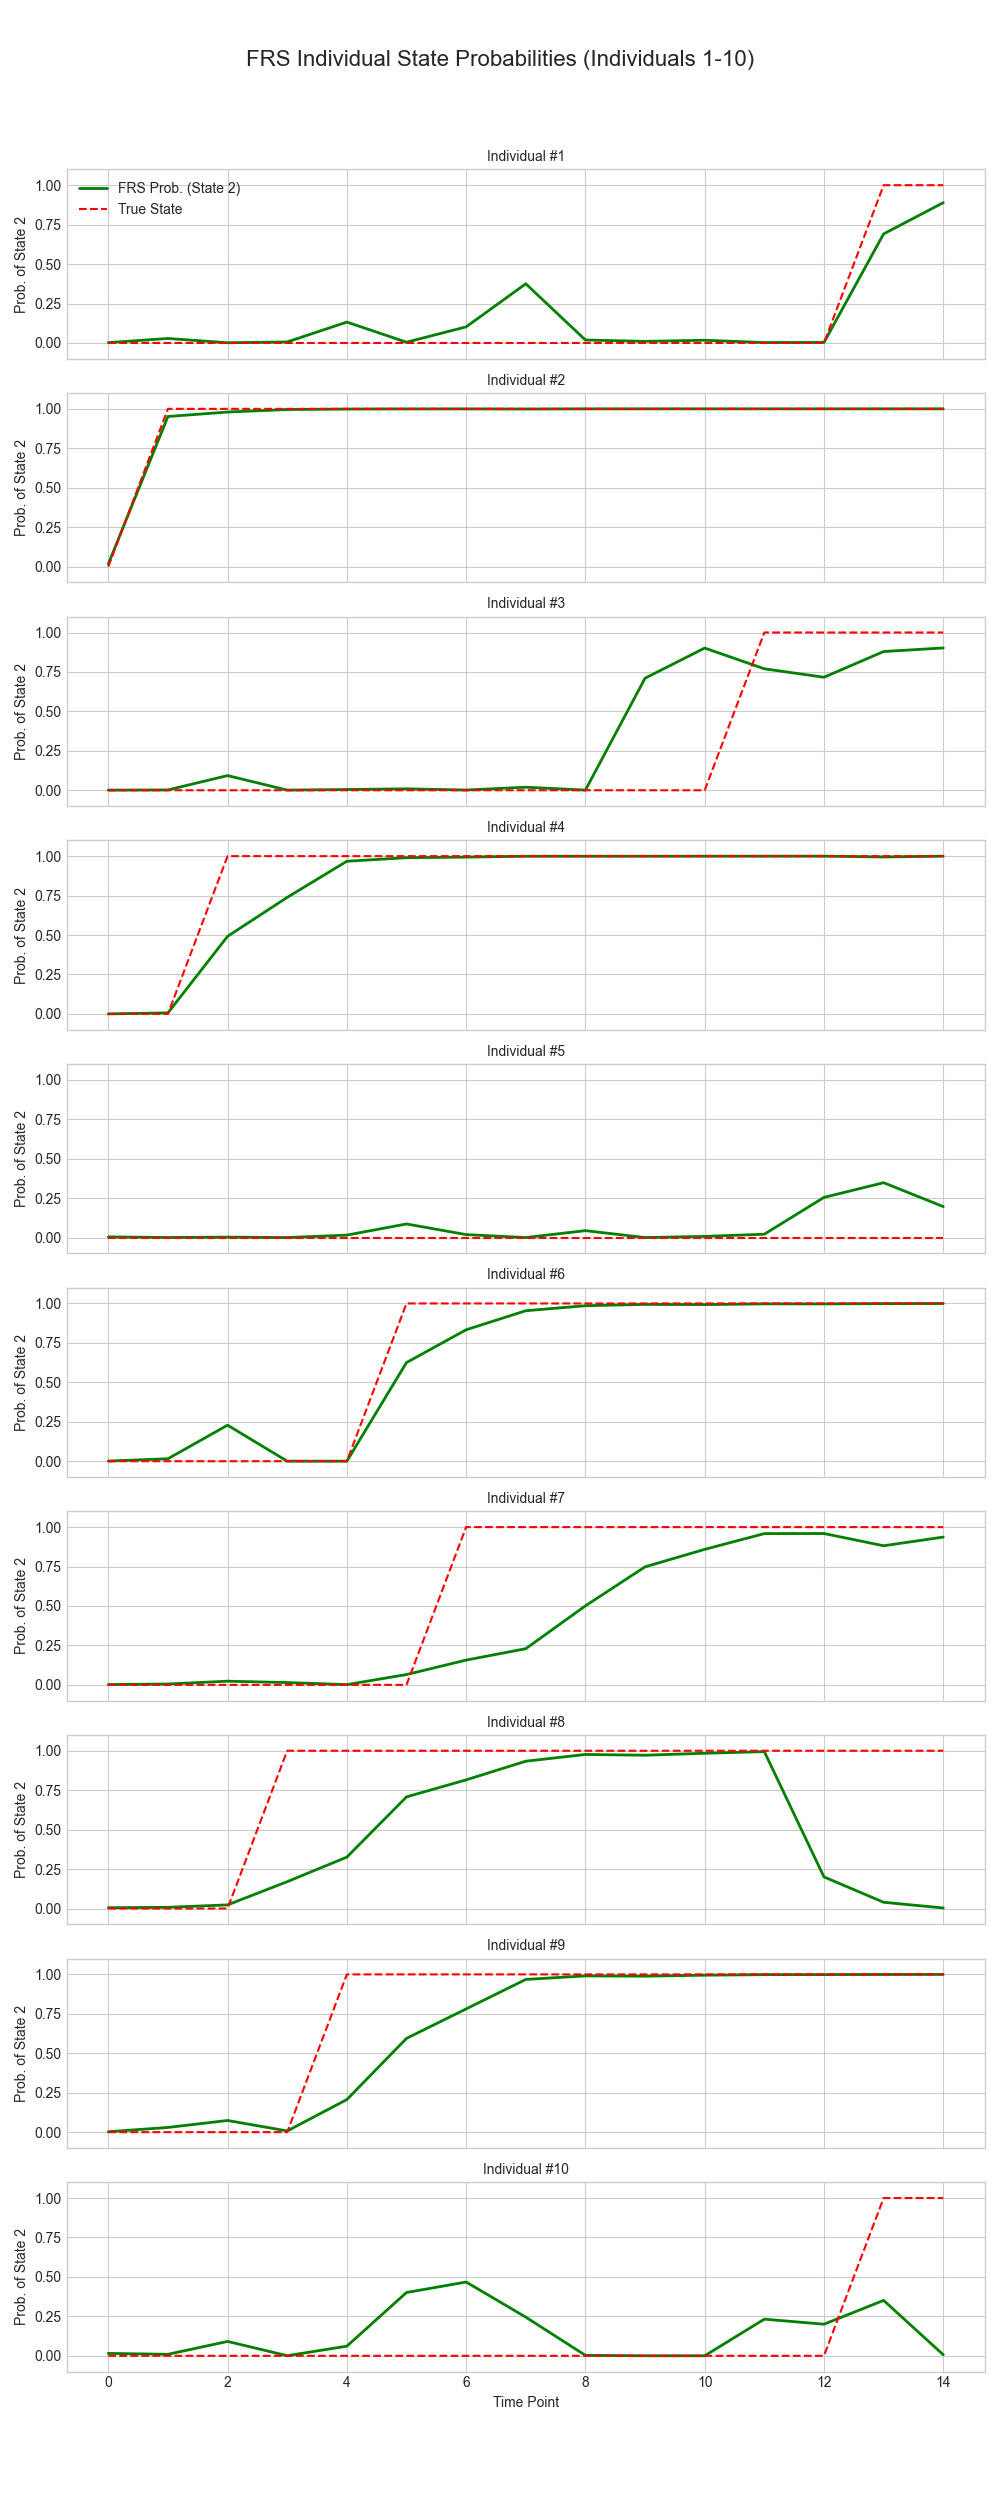 FRS Individual State Probabilities (Individuals 1-10)
Individual #1
FRS Prob. (State 2)
True State
Prob. of State 2
1.00
0.75
0.50
0.25
0.00
Individual #2
Prob. of State 2
1.00
0.75
0.50
0.25
0.00
Individual #3
Prob. of State 2
1.00
0.75
0.50
0.25
0.00
Individual #4
Prob. of State 2
1.00
0.75
0.50
0.25
0.00
Individual #5
Prob. of State 2
1.00
0.75
0.50
0.25
0.00
Individual #6
Prob. of State 2
1.00
0.75
0.50
0.25
0.00
Individual #7
Prob. of State 2
1.00
0.75
0.50
0.25
0.00
Individual #8
Prob. of State 2
1.00
0.75
0.50
0.25
0.00
Individual #9
Prob. of State 2
1.00
0.75
0.50
0.25
0.00
Individual #10
Prob. of State 2
1.00
0.75
0.50
0.25
0.00
0 2 4 6 8 10 12 14
Time Point